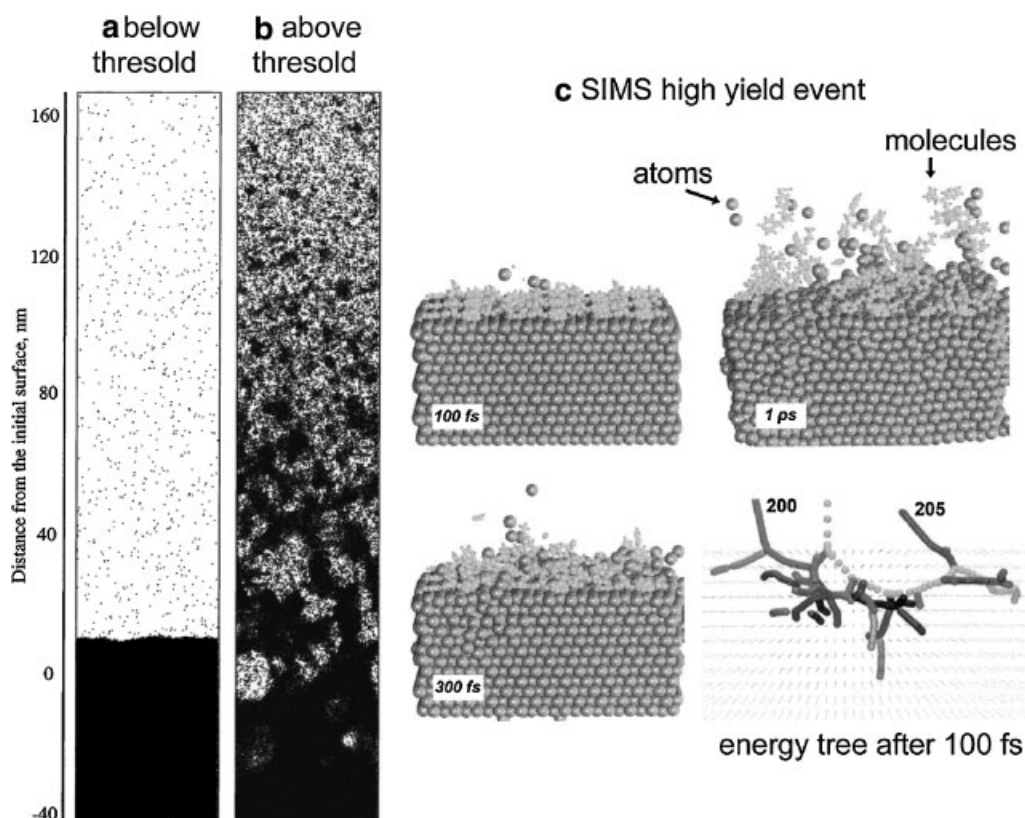 a below
thresold
b above
thresold
Distance from the initial surface, nm
160
120
80
40
0
-40
c SIMS high yield event
atoms
molecules
100 fs
1 ps
300 fs
200
205
energy tree after 100 fs